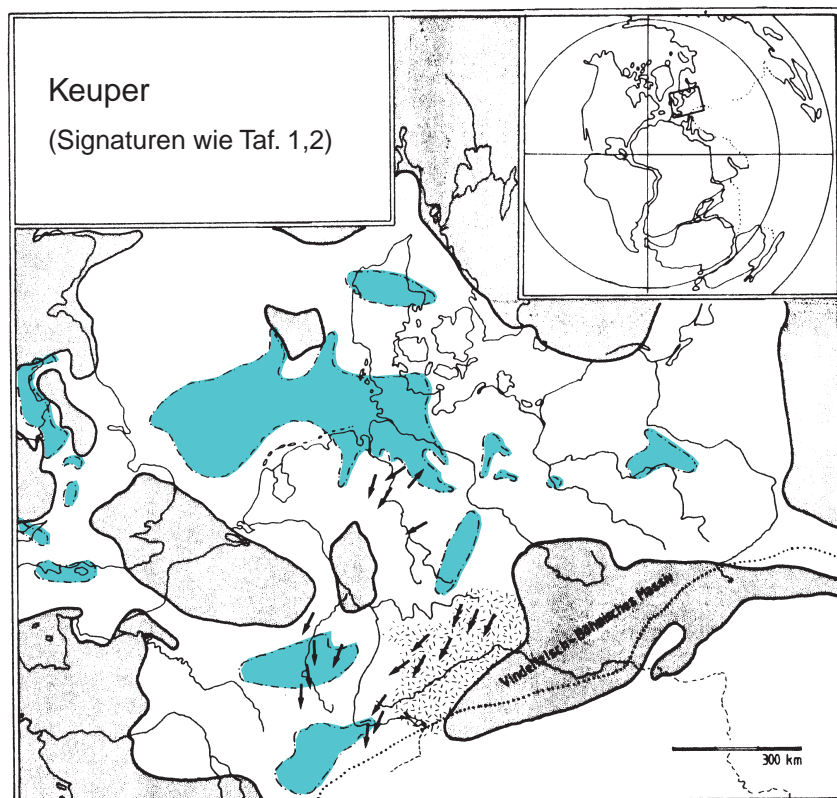 Keuper
(Signaturen wie Taf. 1,2)
Vindelizisch-Böhmisches Massiv
300 km